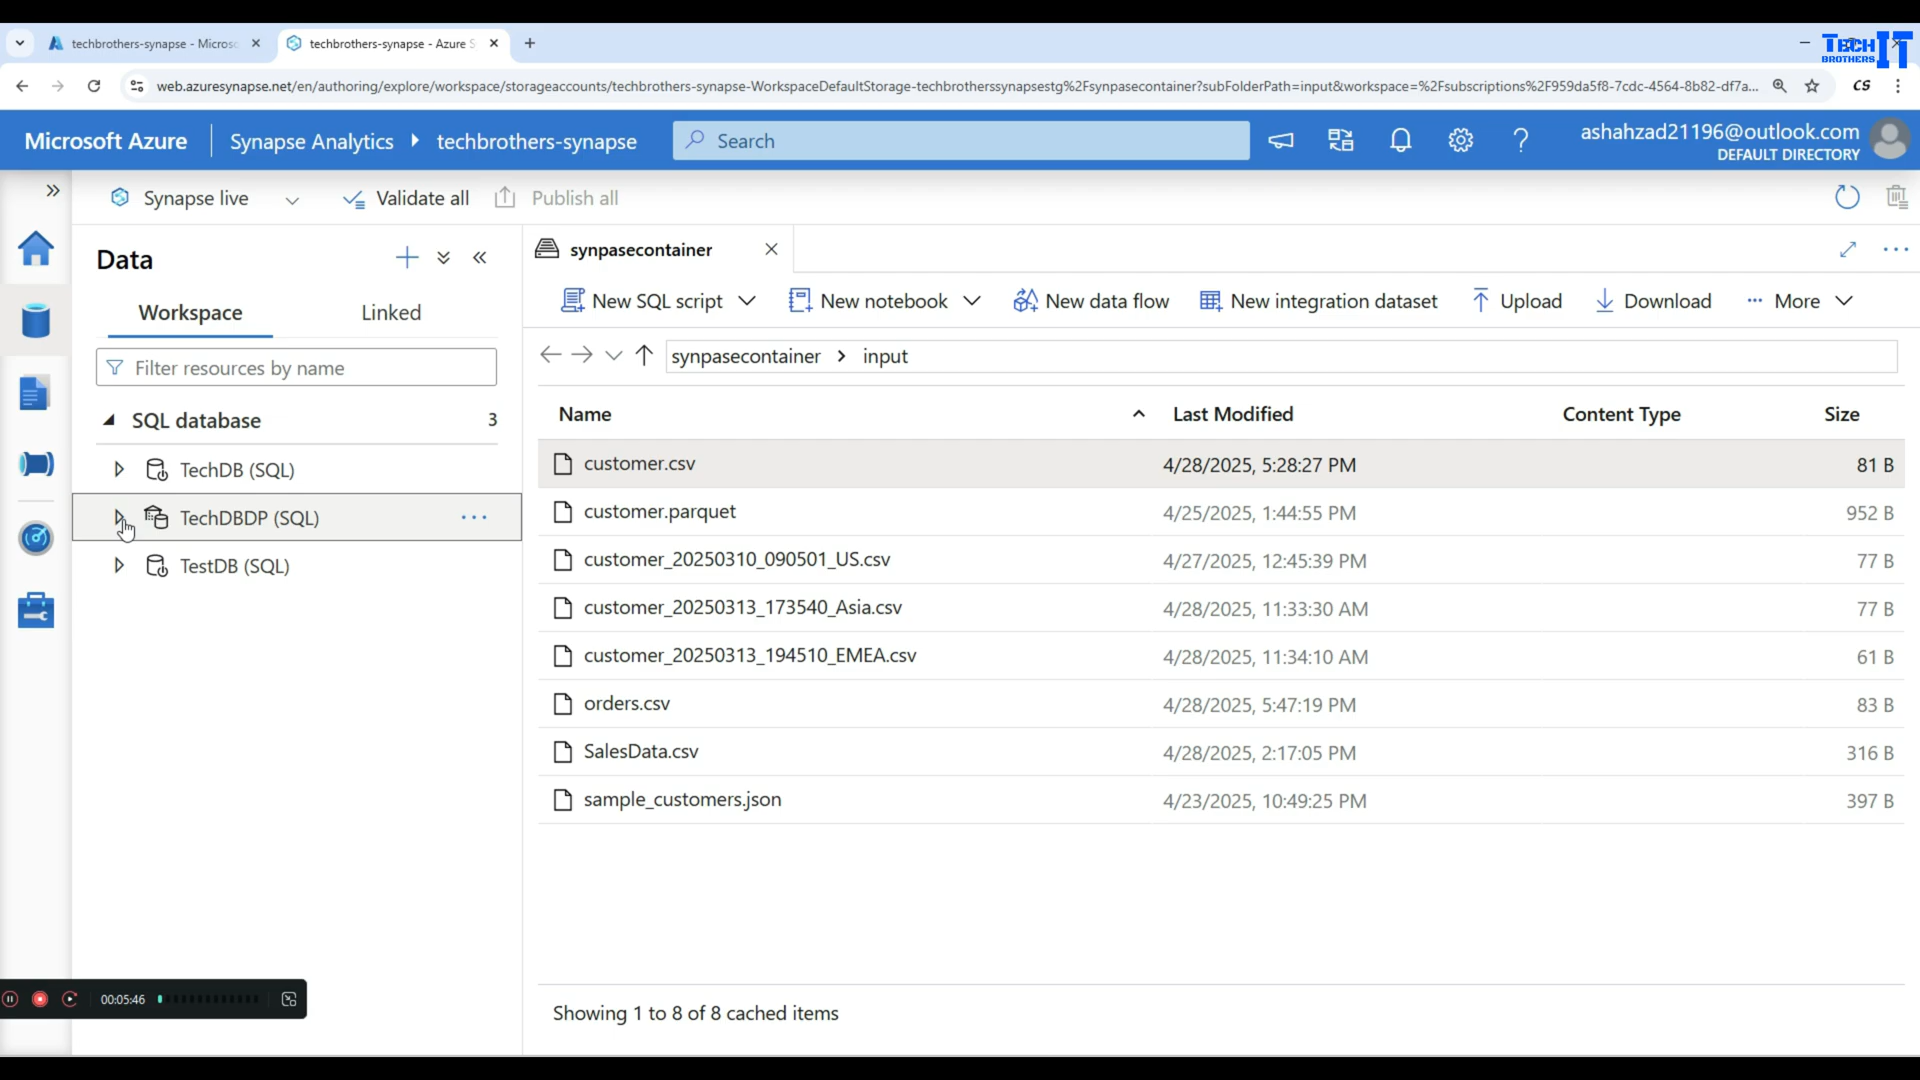 techbrothers-synapse - Micros
techbrothers-synapse - Azure S
TECH IT
BROTHERS
web.azuresynapse.net/en/authoring/explore/workspace/storageaccounts/techbrothers-synapse-WorkspaceDefaultStorage-techbrotherssynapsestg%2Fsynpasecontainer?subFolderPath=input&workspace=%2Fsubscriptions%2F959da5f8-7cdc-4564-8b82-df7a...
CS
Microsoft Azure
Synapse Analytics
techbrothers-synapse
Search
ashahzad21196@outlook.com
DEFAULT DIRECTORY
Synapse live
Validate all
Publish all
Data
synpasecontainer
Workspace
Linked
New SQL script
New notebook
New data flow
New integration dataset
Upload
Download
More
Filter resources by name
synpasecontainer
input
SQL database 3
TechDB (SQL)
TechDBDP (SQL)
TestDB (SQL)
Name Last Modified Content Type Size
customer.csv 4/28/2025, 5:28:27 PM 81 B
customer.parquet 4/25/2025, 1:44:55 PM 952 B
customer_20250310_090501_US.csv 4/27/2025, 12:45:39 PM 77 B
customer_20250313_173540_Asia.csv 4/28/2025, 11:33:30 AM 77 B
customer_20250313_194510_EMEA.csv 4/28/2025, 11:34:10 AM 61 B
orders.csv 4/28/2025, 5:47:19 PM 83 B
SalesData.csv 4/28/2025, 2:17:05 PM 316 B
sample_customers.json 4/23/2025, 10:49:25 PM 397 B
00:05:46
Showing 1 to 8 of 8 cached items